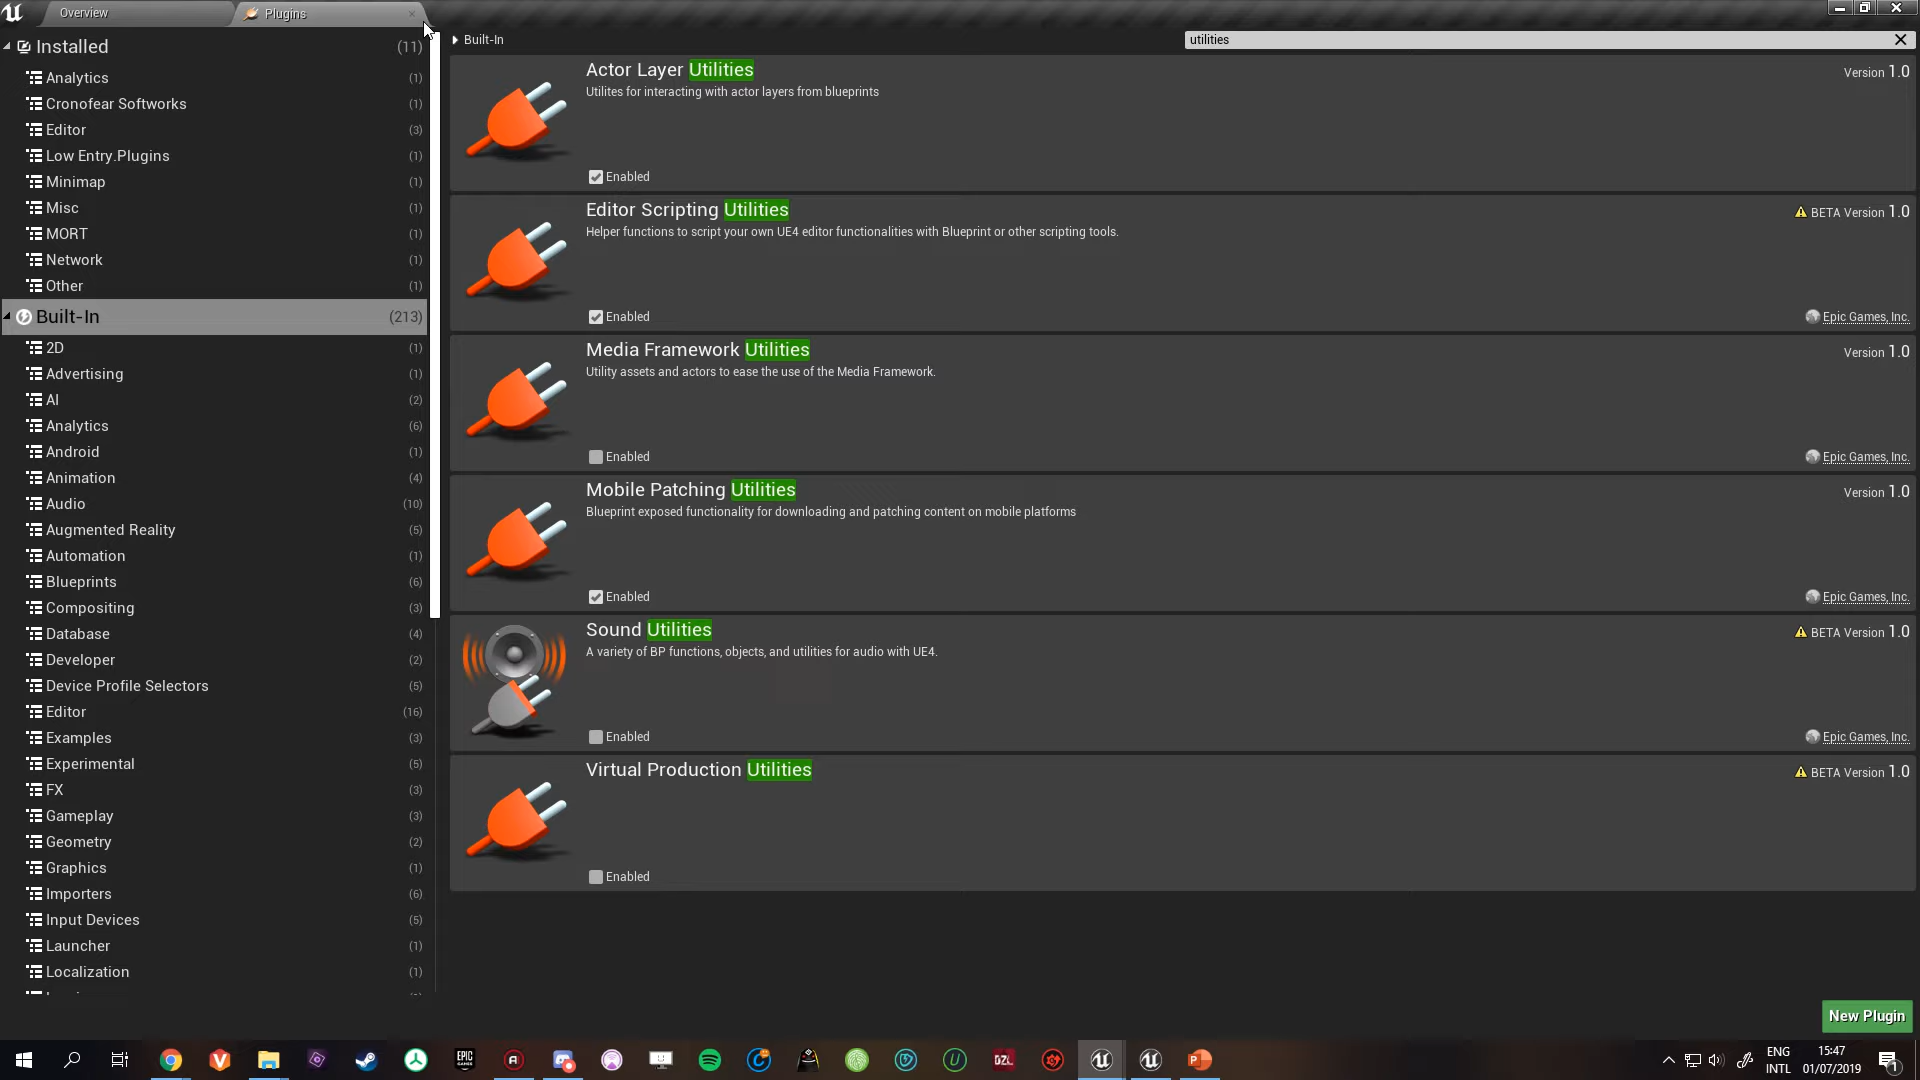 Overview
Plugins
Installed (11)
Analytics (1)
Cronofear Softworks (1)
Editor (3)
Low Entry.Plugins (1)
Minimap (1)
Misc (1)
MORT (1)
Network (1)
Other (1)
Built-In (213)
2D (1)
Advertising (1)
AI (2)
Analytics (6)
Android (1)
Animation (4)
Audio (10)
Augmented Reality (5)
Automation (1)
Blueprints (6)
Compositing (3)
Database (4)
Developer (2)
Device Profile Selectors (5)
Editor (16)
Examples (3)
Experimental (5)
FX (3)
Gameplay (3)
Geometry (2)
Graphics (1)
Importers (6)
Input Devices (5)
Launcher (1)
Localization (1)
Built-In
utilities
Actor Layer Utilities
Version 1.0
Utilites for interacting with actor layers from blueprints
Enabled
Editor Scripting Utilities
BETA Version 1.0
Helper functions to script your own UE4 editor functionalities with Blueprint or other scripting tools.
Enabled
Epic Games, Inc.
Media Framework Utilities
Version 1.0
Utility assets and actors to ease the use of the Media Framework.
Enabled
Epic Games, Inc.
Mobile Patching Utilities
Version 1.0
Blueprint exposed functionality for downloading and patching content on mobile platforms
Enabled
Epic Games, Inc.
Sound Utilities
BETA Version 1.0
A variety of BP functions, objects, and utilities for audio with UE4.
Enabled
Epic Games, Inc.
Virtual Production Utilities
BETA Version 1.0
Enabled
New Plugin
EPIC GAMES
DZL
ENG
INTL
15:47
01/07/2019
1